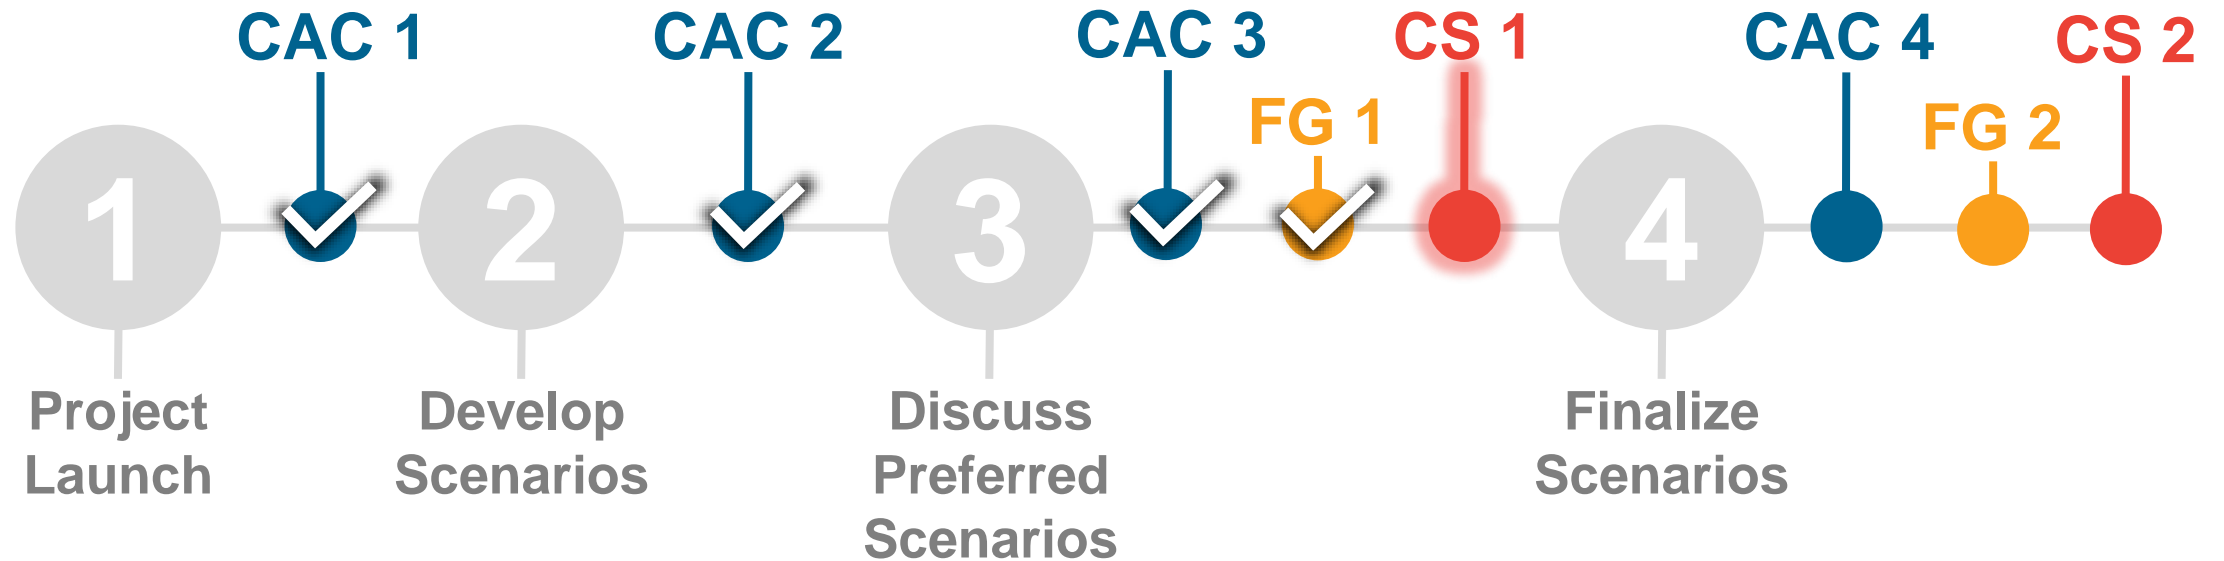 CAC 1
CAC 2
CAC 3
CS 1
CAC 4
CS 2
FG 1
FG 2
1
2
3
4
Project
Launch
Develop
Scenarios
Discuss
Preferred
Scenarios
Finalize
Scenarios